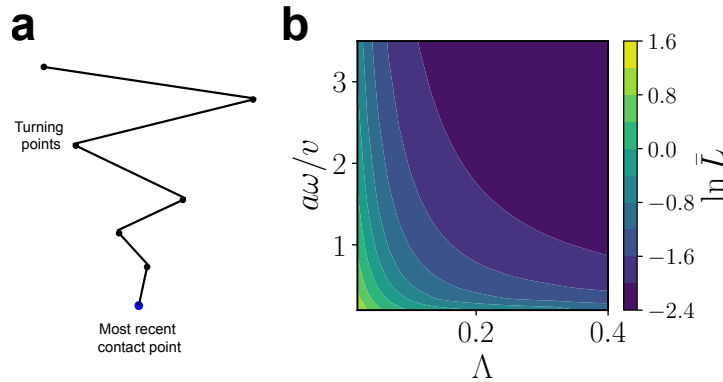 a
Turning
points
Most recent
contact point
b
3
2
1
aω/v
0.2
0.4
Λ
1.6
0.8
0.0
−0.8
−1.6
−2.4
ln L̄